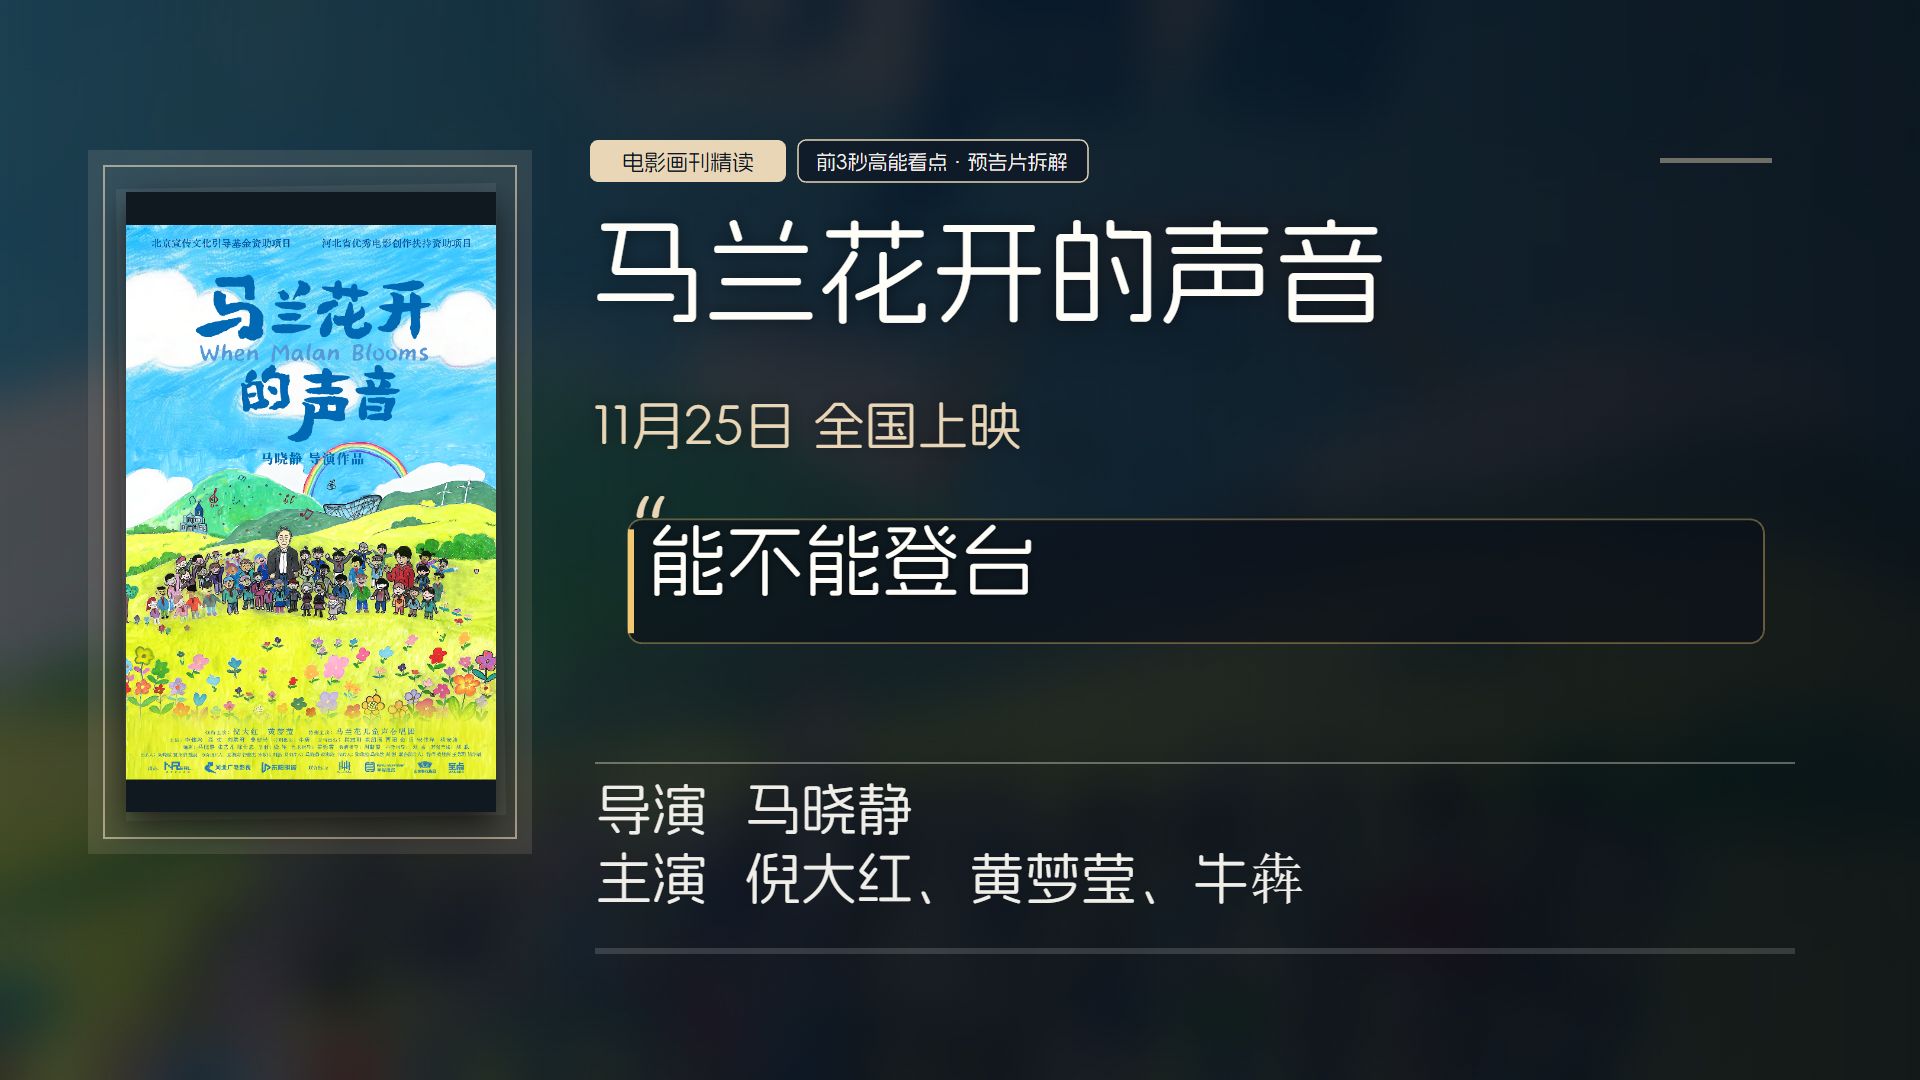 电影画刊精读
前3秒高能看点 · 预告片拆解
马兰花开的声音
11月25日 全国上映
“
能不能登台
导演 马晓静
主演 倪大红、黄梦莹、牛犇
北京宣传文化引导基金资助项目 河北省优秀电影创作扶持资助项目
马兰花开
When Malan Blooms
的声音
马晓静 导演作品